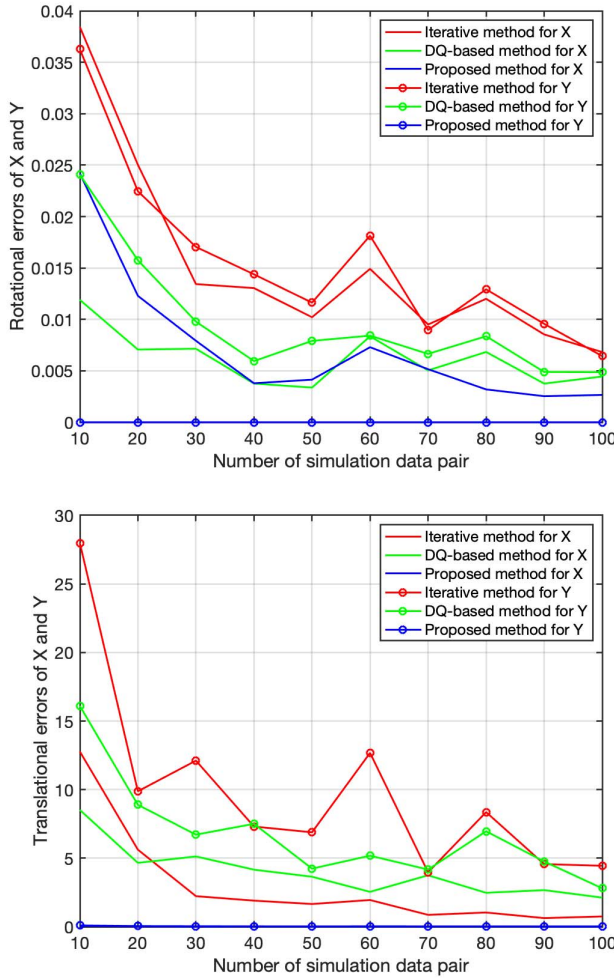 0.04
0.035
0.03
0.025
0.02
0.015
0.01
0.005
0
Rotational errors of X and Y
Iterative method for X
DQ-based method for X
Proposed method for X
Iterative method for Y
DQ-based method for Y
Proposed method for Y
10 20 30 40 50 60 70 80 90 100
Number of simulation data pair
30
25
20
15
10
5
0
Translational errors of X and Y
Iterative method for X
DQ-based method for X
Proposed method for X
Iterative method for Y
DQ-based method for Y
Proposed method for Y
10 20 30 40 50 60 70 80 90 100
Number of simulation data pair